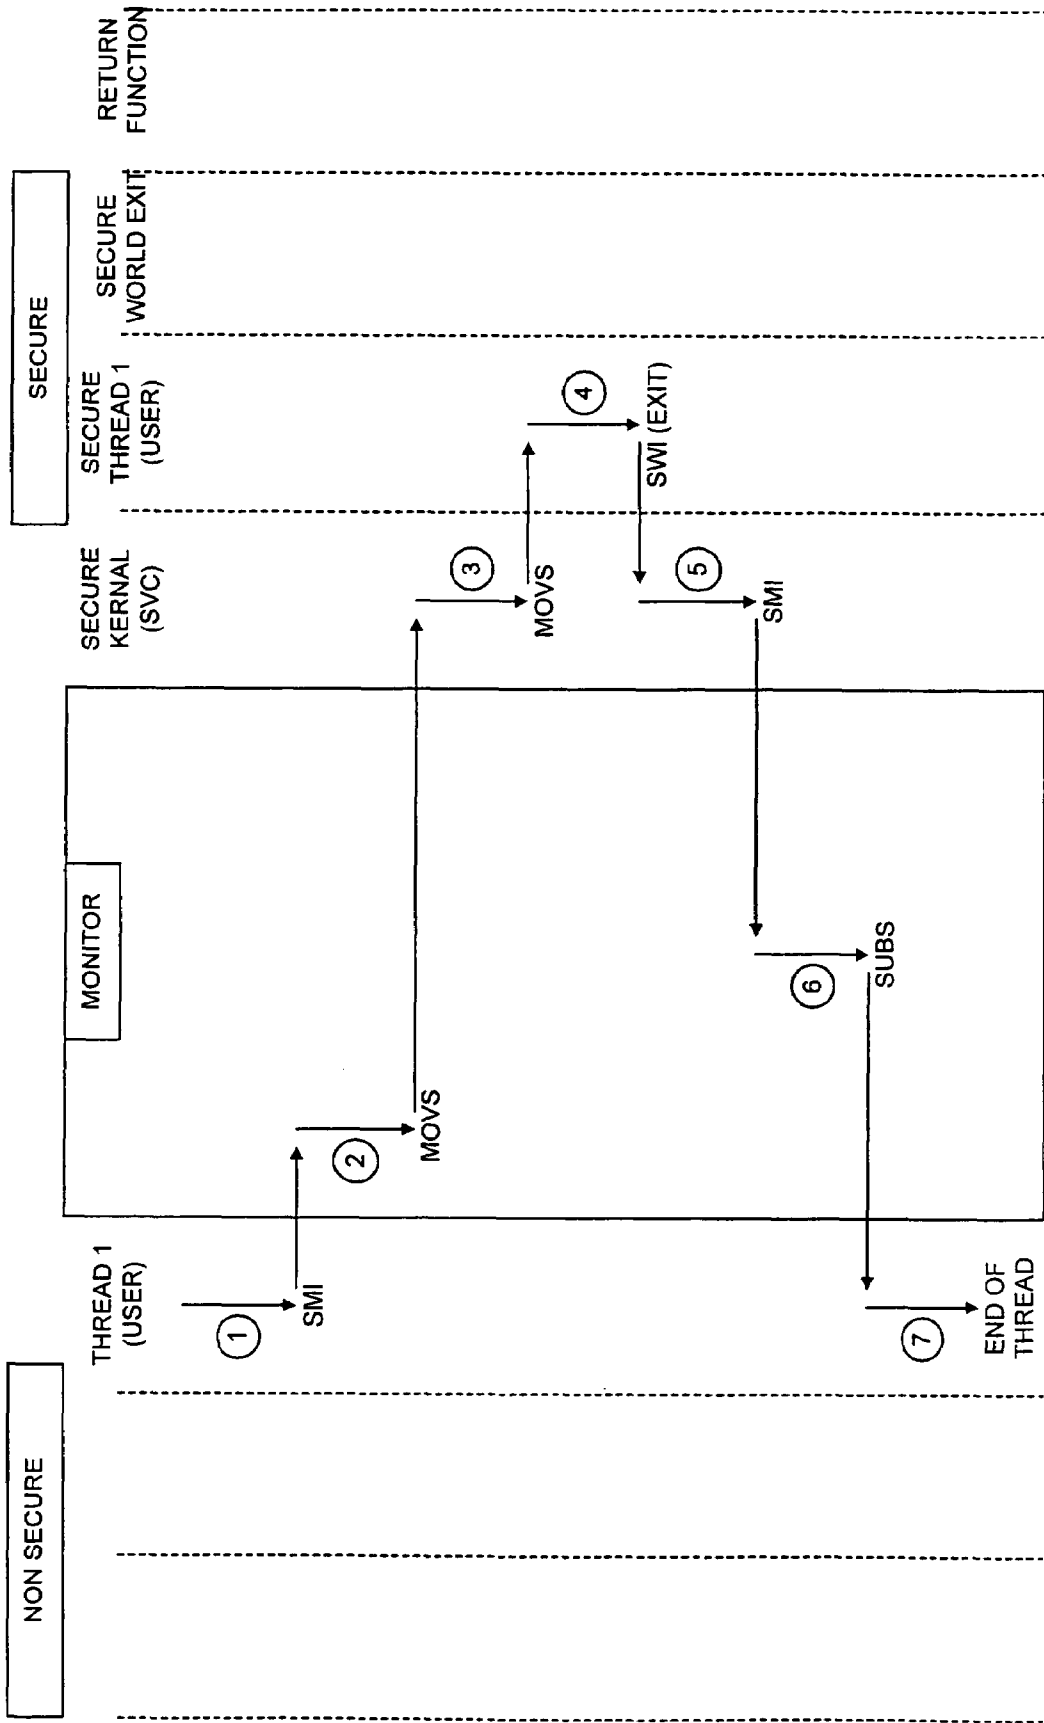 NON SECURE
MONITOR
SECURE
THREAD 1
(USER)
SECURE
KERNAL
(SVC)
SECURE
THREAD 1
(USER)
SECURE
WORLD EXIT
RETURN
FUNCTION
1
SMI
2
MOVS
3
MOVS
4
SWI (EXIT)
5
SMI
6
SUBS
7
END OF
THREAD